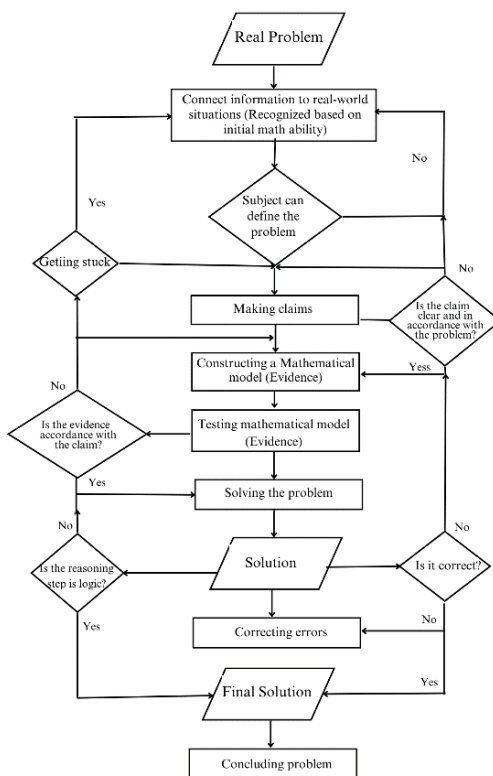 Real Problem
Connect information to real-world
situations (Recognized based on
initial math ability)
No
Subject can
define the
problem
Yes
Getiing stuck
No
Making claims
Is the claim
clear and in
accordance with
the problem?
Constructing a Mathematical
model (Evidence)
Yess
No
Is the evidence
accordance with
the claim?
Testing mathematical model
(Evidence)
Yes
Solving the problem
No
No
Is the reasoning
step is logic?
Solution
Is it correct?
Correcting errors
No
Yes
Yes
Final Solution
Concluding problem